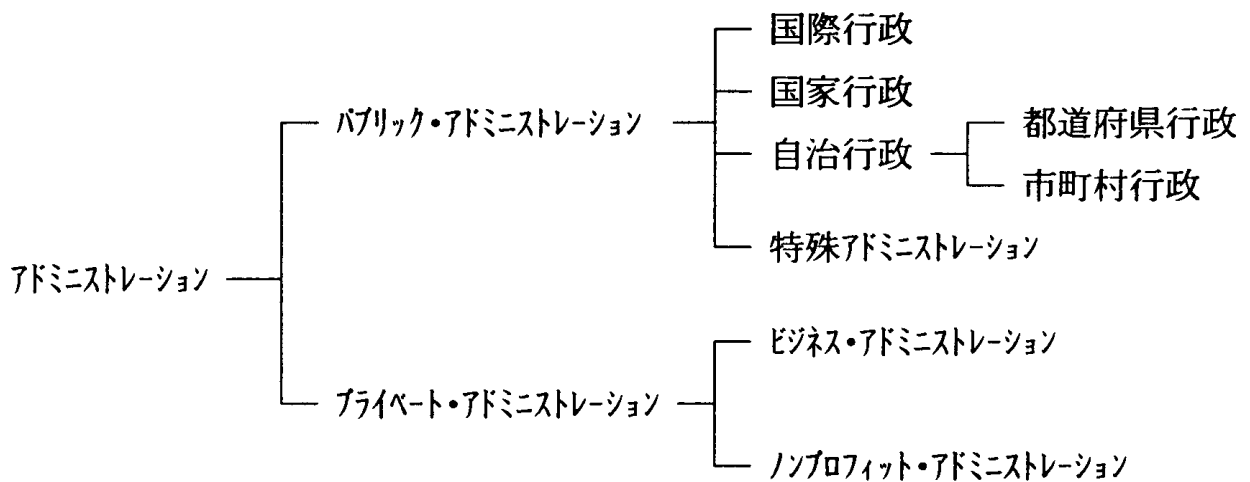 国際行政
国家行政
パブリック・アドミニストレーション
都道府県行政
自治行政
市町村行政
特殊アドミニストレーション
アドミニストレーション
ビジネス・アドミニストレーション
プライベート・アドミニストレーション
ノンプロフィット・アドミニストレーション